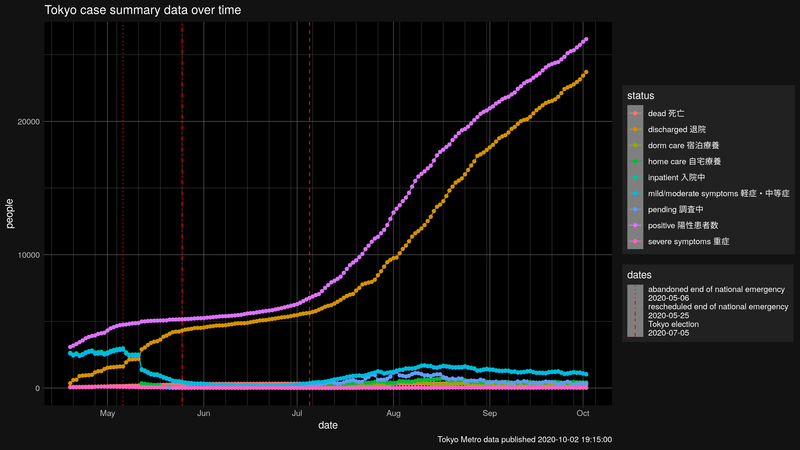 Tokyo case summary data over time
people
20000
10000
0
May
Jun
Jul
Aug
Sep
Oct
date
status
dead 死亡
discharged 退院
dorm care 宿泊療養
home care 自宅療養
inpatient 入院中
mild/moderate symptoms 軽症・中等症
pending 調査中
positive 陽性患者数
severe symptoms 重症
dates
abandoned end of national emergency
2020-05-06
rescheduled end of national emergency
2020-05-25
Tokyo election
2020-07-05
Tokyo Metro data published 2020-10-02 19:15:00